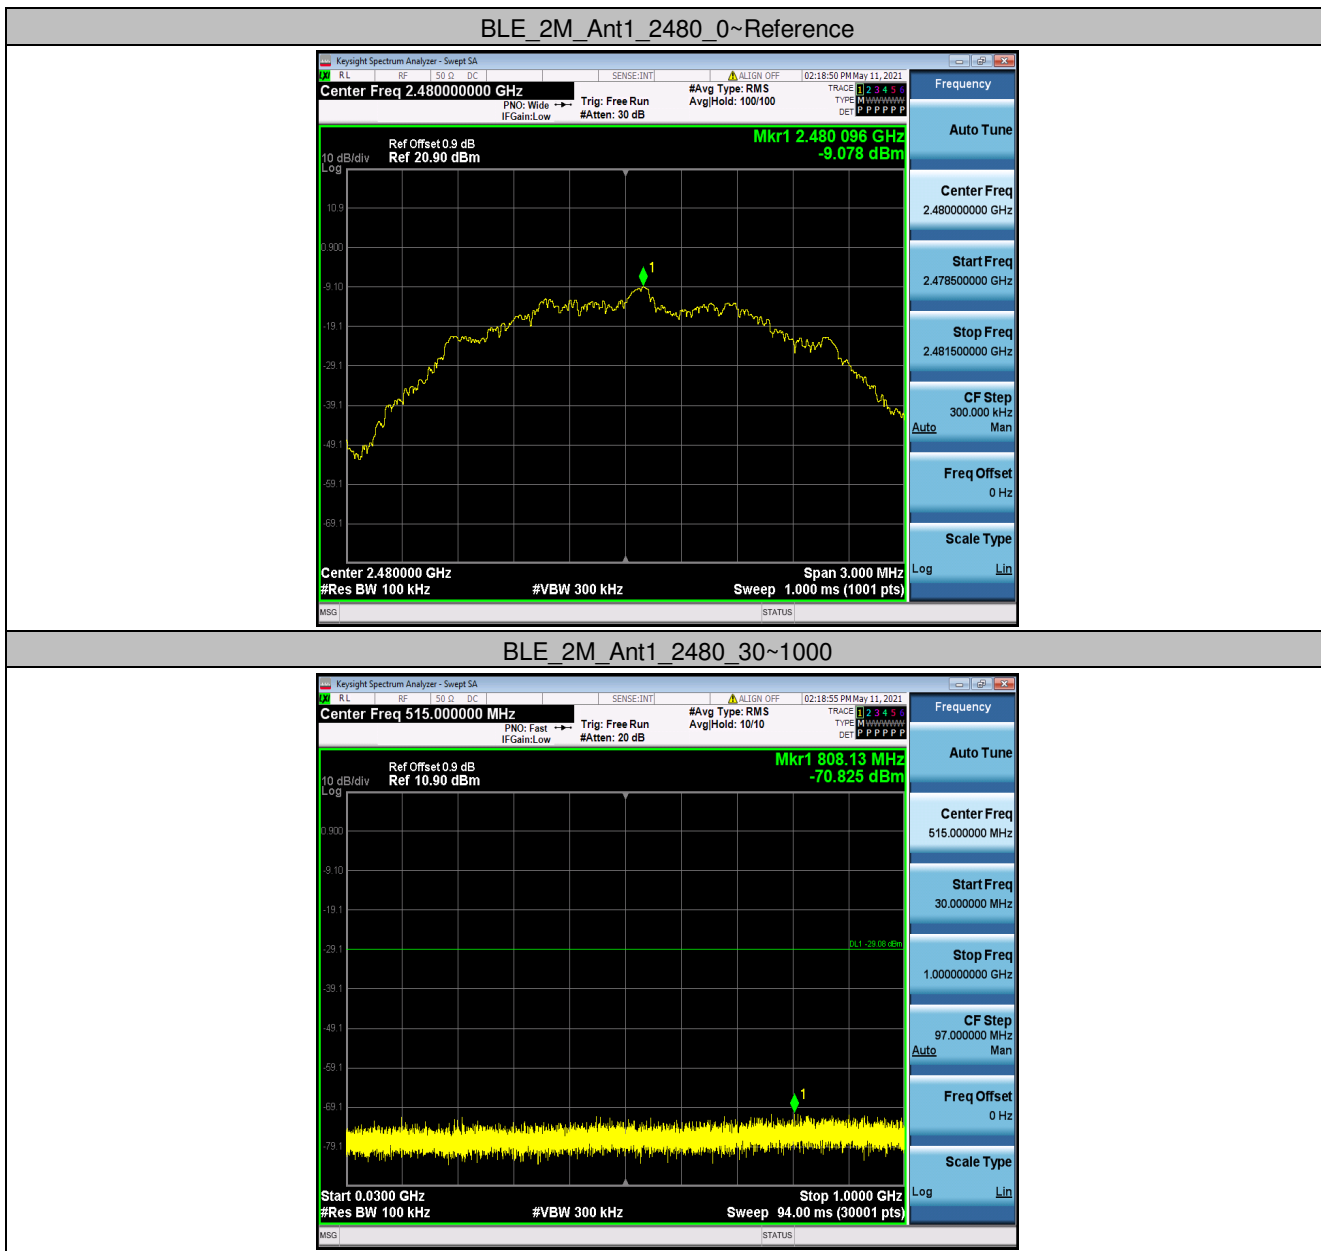 BLE_2M_Ant1_2480_0~Reference
Keysight Spectrum Analyzer - Swept SA
LXI RL RF 50 Ω DC SENSE:INT ALIGN OFF 02:18:50 PM May 11, 2021
Center Freq 2.480000000 GHz
PNO: Wide
IFGain:Low
Trig: Free Run
#Atten: 30 dB
#Avg Type: RMS
Avg|Hold: 100/100
TRACE 1 2 3 4 5 6
TYPE M WWWWW
DET P P P P P P
Mkr1 2.480 096 GHz
-9.078 dBm
Ref Offset 0.9 dB
10 dB/div Ref 20.90 dBm
Log
10.9
0.900
-9.10
-19.1
-29.1
-39.1
-49.1
-59.1
-69.1
1
Center 2.480000 GHz Span 3.000 MHz
#Res BW 100 kHz #VBW 300 kHz Sweep 1.000 ms (1001 pts)
MSG STATUS
Frequency
Auto Tune
Center Freq
2.480000000 GHz
Start Freq
2.478500000 GHz
Stop Freq
2.481500000 GHz
CF Step
300.000 kHz
Auto Man
Freq Offset
0 Hz
Scale Type
Log Lin
BLE_2M_Ant1_2480_30~1000
Keysight Spectrum Analyzer - Swept SA
LXI RL RF 50 Ω DC SENSE:INT ALIGN OFF 02:18:55 PM May 11, 2021
Center Freq 515.000000 MHz
PNO: Fast
IFGain:Low
Trig: Free Run
#Atten: 20 dB
#Avg Type: RMS
Avg|Hold: 10/10
TRACE 1 2 3 4 5 6
TYPE M WWWWW
DET P P P P P P
Mkr1 808.13 MHz
-70.825 dBm
Ref Offset 0.9 dB
10 dB/div Ref 10.90 dBm
Log
0.900
-9.10
-19.1
-29.1
-39.1
-49.1
-59.1
-69.1
-79.1
DL1 -29.08 dBm
1
Start 0.0300 GHz Stop 1.0000 GHz
#Res BW 100 kHz #VBW 300 kHz Sweep 94.00 ms (30001 pts)
MSG STATUS
Frequency
Auto Tune
Center Freq
515.000000 MHz
Start Freq
30.000000 MHz
Stop Freq
1.000000000 GHz
CF Step
97.000000 MHz
Auto Man
Freq Offset
0 Hz
Scale Type
Log Lin